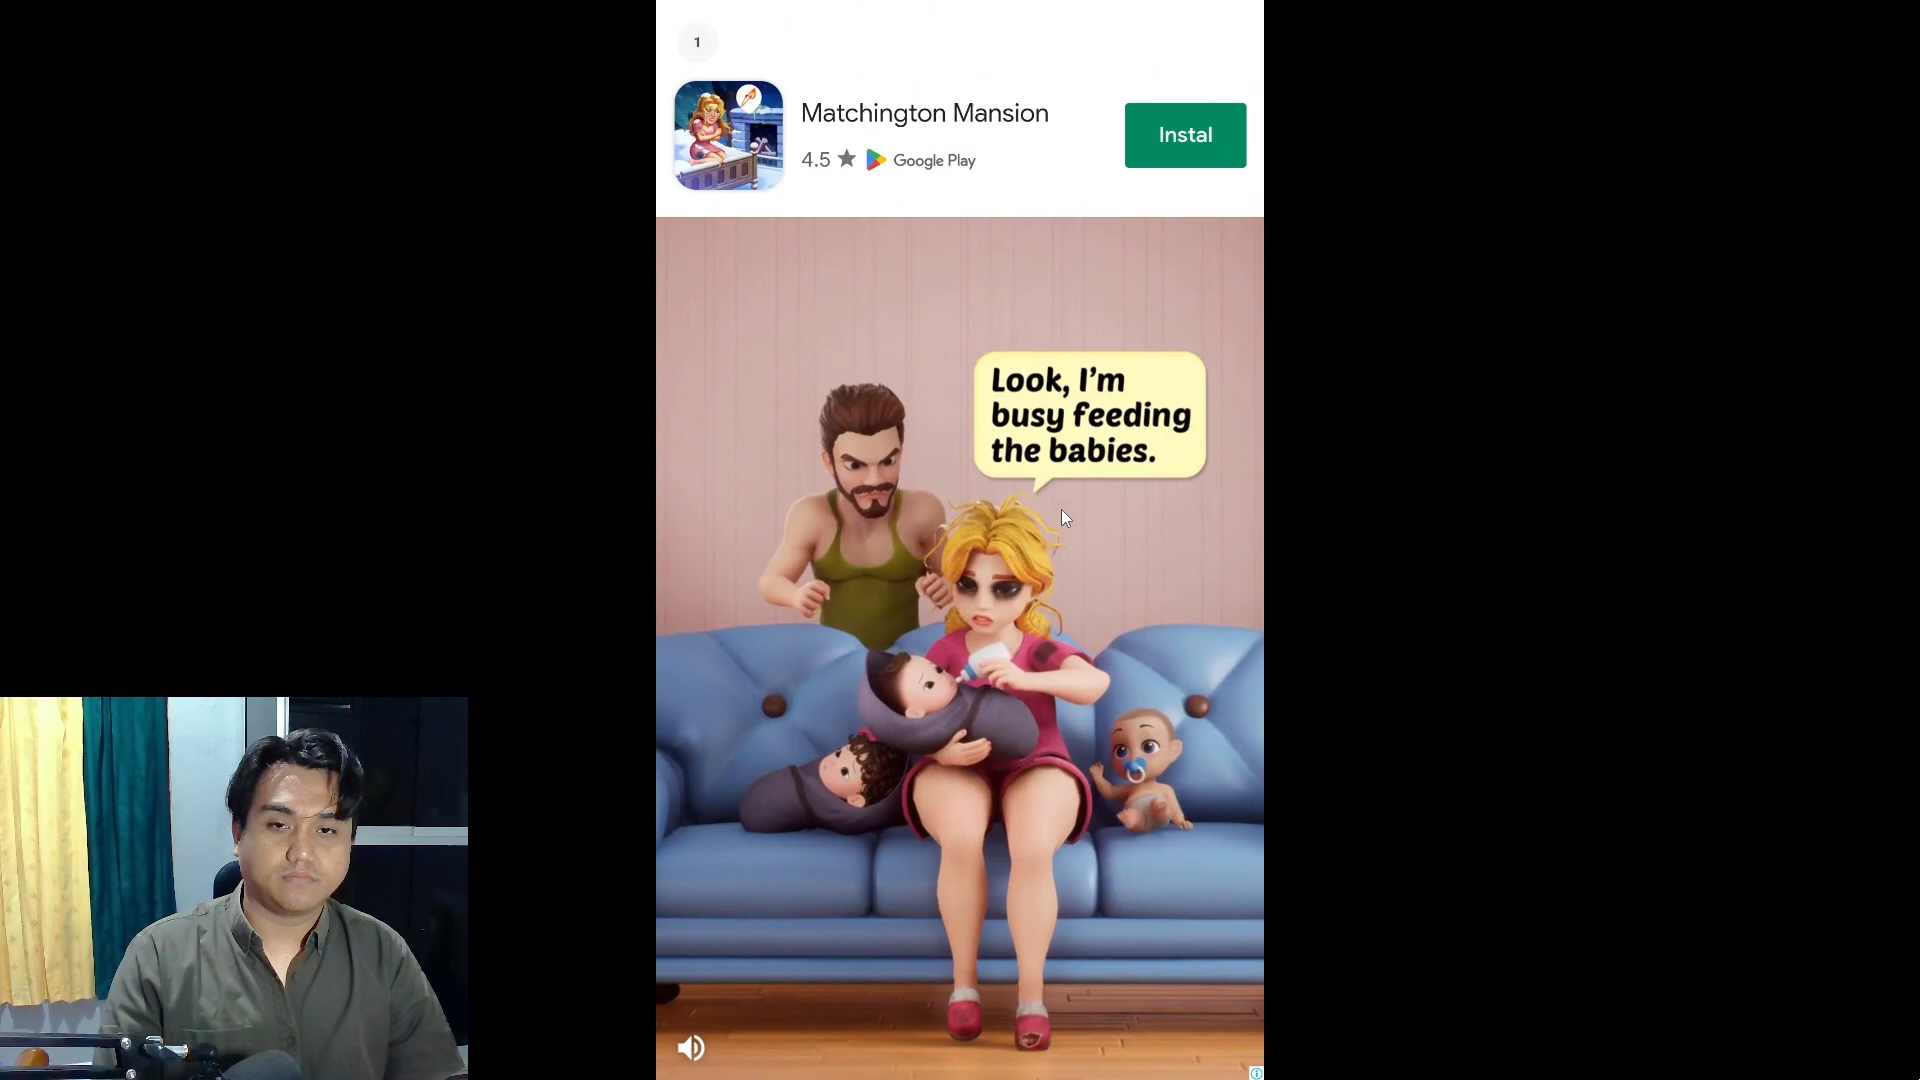 1
Matchington Mansion
Instal
4.5 ★ Google Play
Look, I'm
busy feeding
the babies.